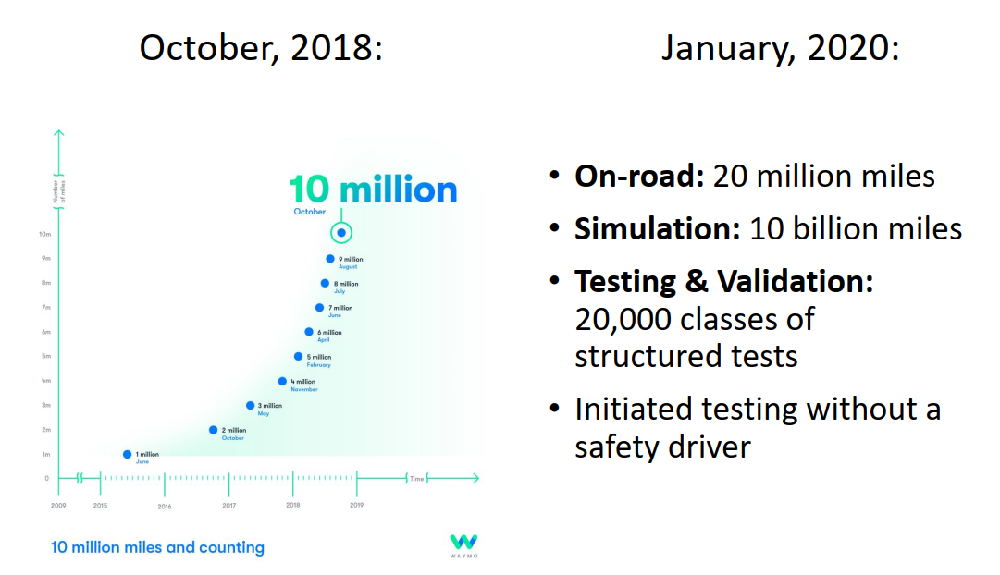 October, 2018:
January, 2020:
Number
of miles
10 million
October
10m
9m
8m
7m
6m
5m
4m
3m
2m
1m
0
9 million
August
8 million
July
7 million
June
6 million
April
5 million
February
4 million
November
3 million
May
2 million
October
1 million
June
Time
2009
2015
2016
2017
2018
2019
10 million miles and counting
WAYMO
• On-road: 20 million miles
• Simulation: 10 billion miles
• Testing & Validation:
20,000 classes of
structured tests
• Initiated testing without a
safety driver